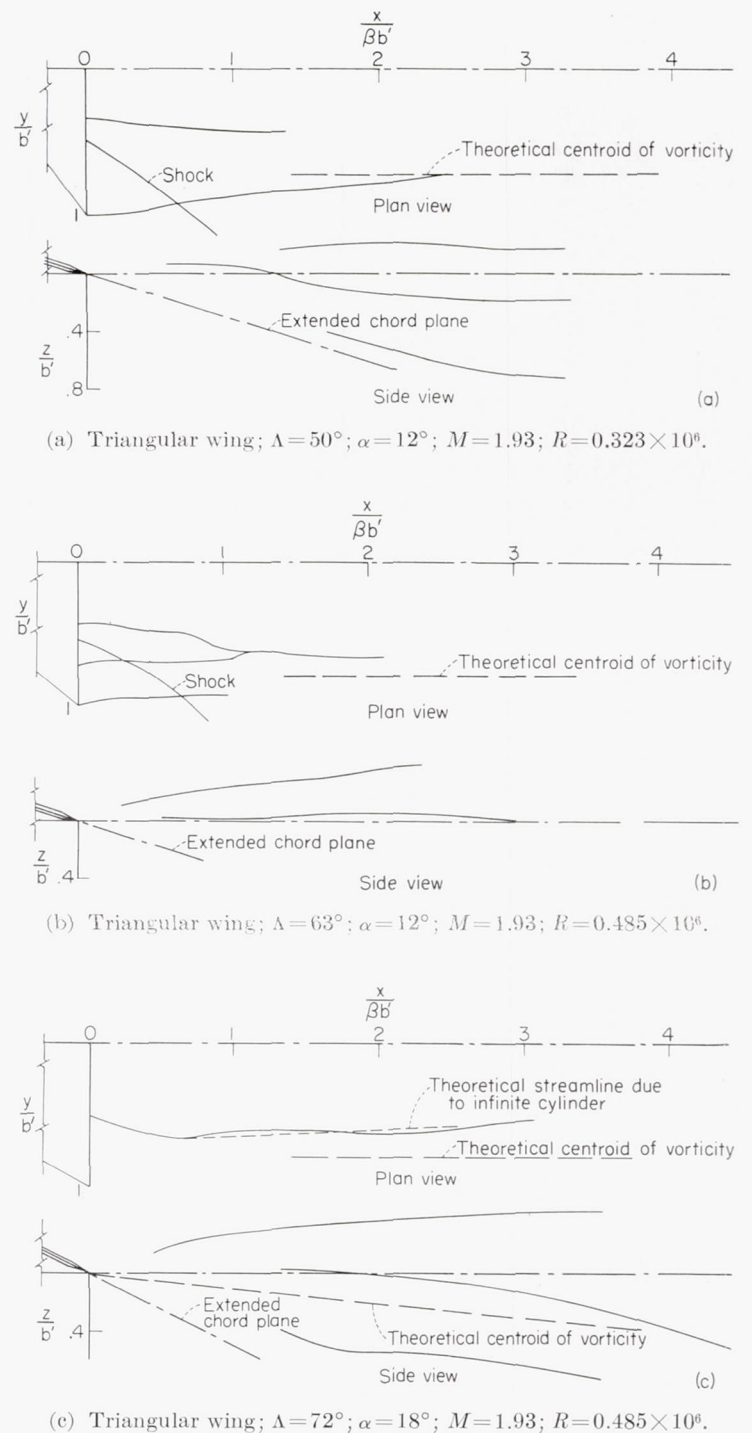 x
βb′
0 1 2 3 4
y
b′
Theoretical centroid of vorticity
Shock
1
Plan view
Extended chord plane
.4
z
b′
.8
Side view
(a)
(a) Triangular wing; Λ=50°; α=12°; M=1.93; R=0.323×10⁶.
x
βb′
0 1 2 3 4
y
b′
Theoretical centroid of vorticity
Shock
1
Plan view
Extended chord plane
z
b′
.4
Side view
(b)
(b) Triangular wing; Λ=63°; α=12°; M=1.93; R=0.485×10⁶.
x
βb′
0 1 2 3 4
Theoretical streamline due
to infinite cylinder
y
b′
Theoretical centroid of vorticity
1
Plan view
Extended
chord plane
z
b′
.4
Theoretical centroid of vorticity
Side view
(c)
(c) Triangular wing; Λ=72°; α=18°; M=1.93; R=0.485×10⁶.